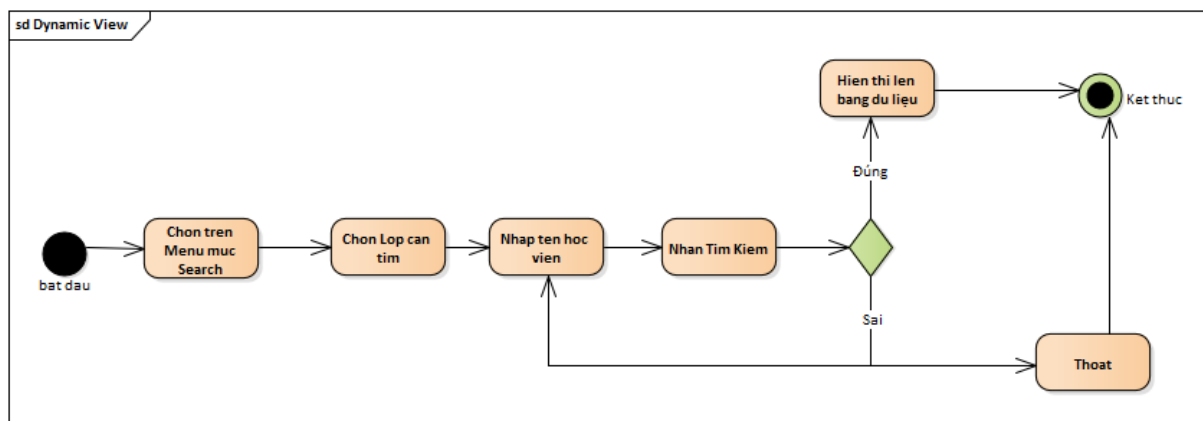 sd Dynamic View
Hien thi len
bang du lieu
Ket thuc
Đúng
Chon tren
Menu muc
Search
Chon Lop can
tim
Nhap ten hoc
vien
Nhan Tim Kiem
bat dau
Sai
Thoat